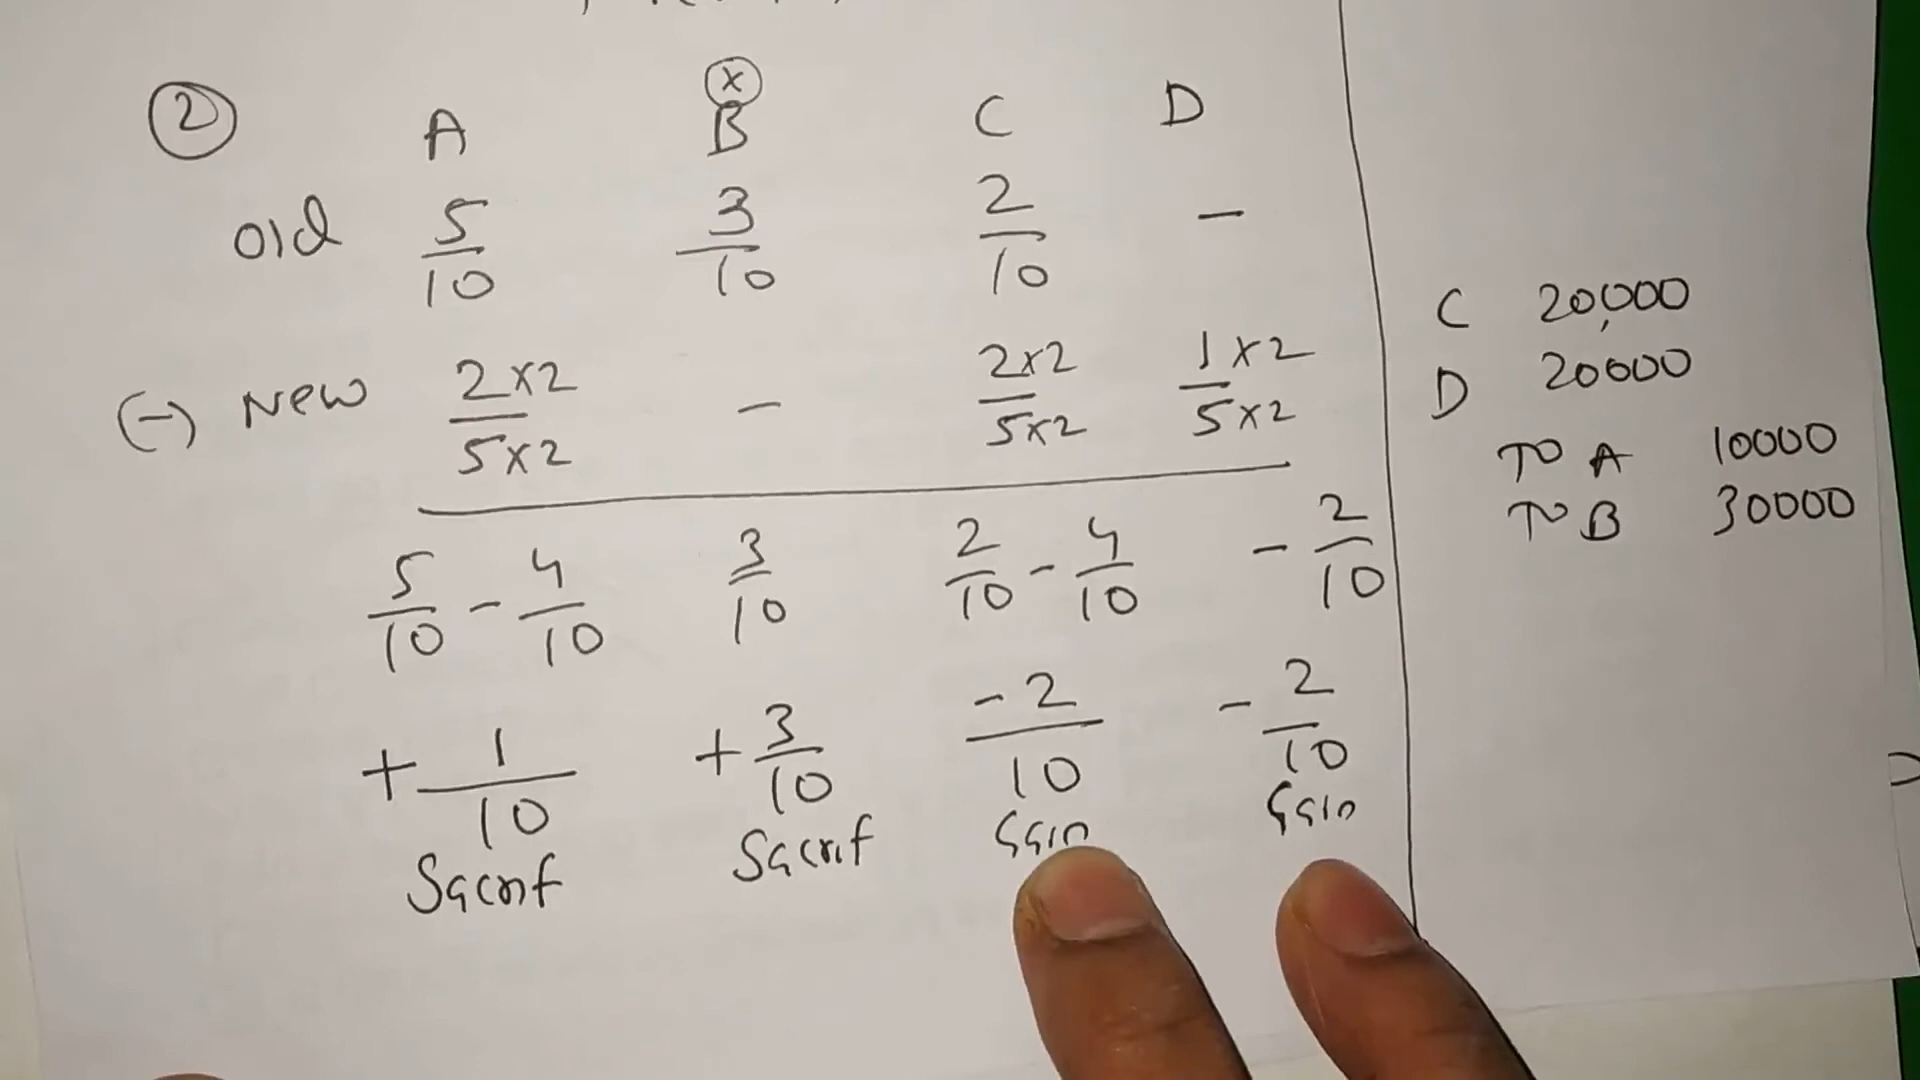 ② A ⓧ B C D
Old 5/10 3/10 2/10 -
(-) New 2x2/5x2 - 2x2/5x2 1x2/5x2
5/10 - 4/10 3/10 2/10 - 4/10 - 2/10
+ 1/10 + 3/10 -2/10 - 2/10
Sacrif Sacrif Gain Gain
C 20,000
D 20000
TO A 10000
TO B 30000